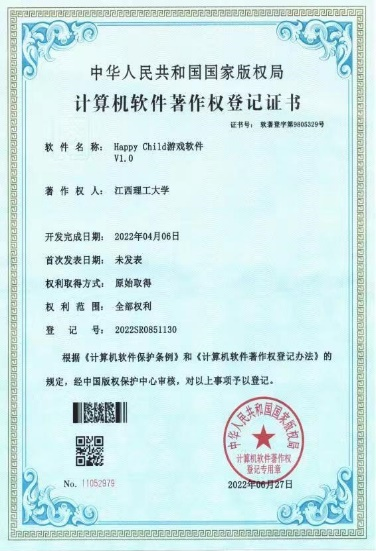 中华人民共和国国家版权局
计算机软件著作权登记证书
证书号： 软著登字第9805329号
软件名称： Happy Child游戏软件
V1.0
著作权人： 江西理工大学
开发完成日期： 2022年04月06日
首次发表日期： 未发表
权利取得方式： 原始取得
权利范围： 全部权利
登记号： 2022SR0851130
根据《计算机软件保护条例》和《计算机软件著作权登记办法》的
规定，经中国版权保护中心审核，对以上事项予以登记。
中华人民共和国国家版权局
计算机软件著作权
登记专用章
No. 11052979
2022年06月27日